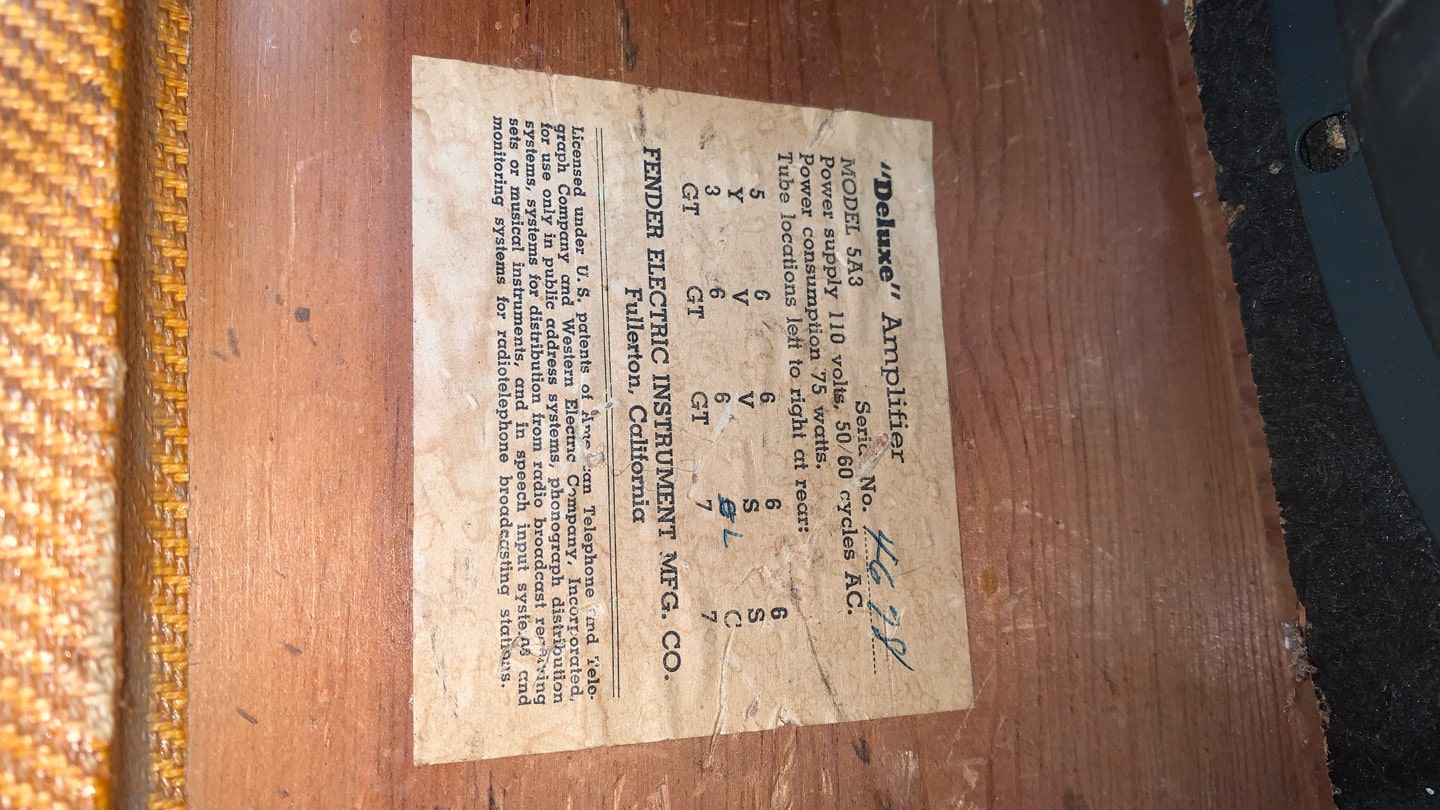 "Deluxe" Amplifier
MODEL 5A3 Serial No. 4678
Power supply 110 volts, 50/60 cycles AC.
Power consumption 75 watts.
Tube locations left to right at rear:
5 6 6 6 6
Y V V S S
3 6 6 L C
GT GT GT 7 7
FENDER ELECTRIC INSTRUMENT MFG. CO.
Fullerton, California
Licensed under U.S. patents of American Telephone and Tele-
graph Company and Western Electric Company, Incorporated,
for use only in public address systems, phonograph distribution
systems, systems for distribution from radio broadcast receiving
sets or musical instruments, and in speech input systems and
monitoring systems for radiotelephone broadcasting stations.